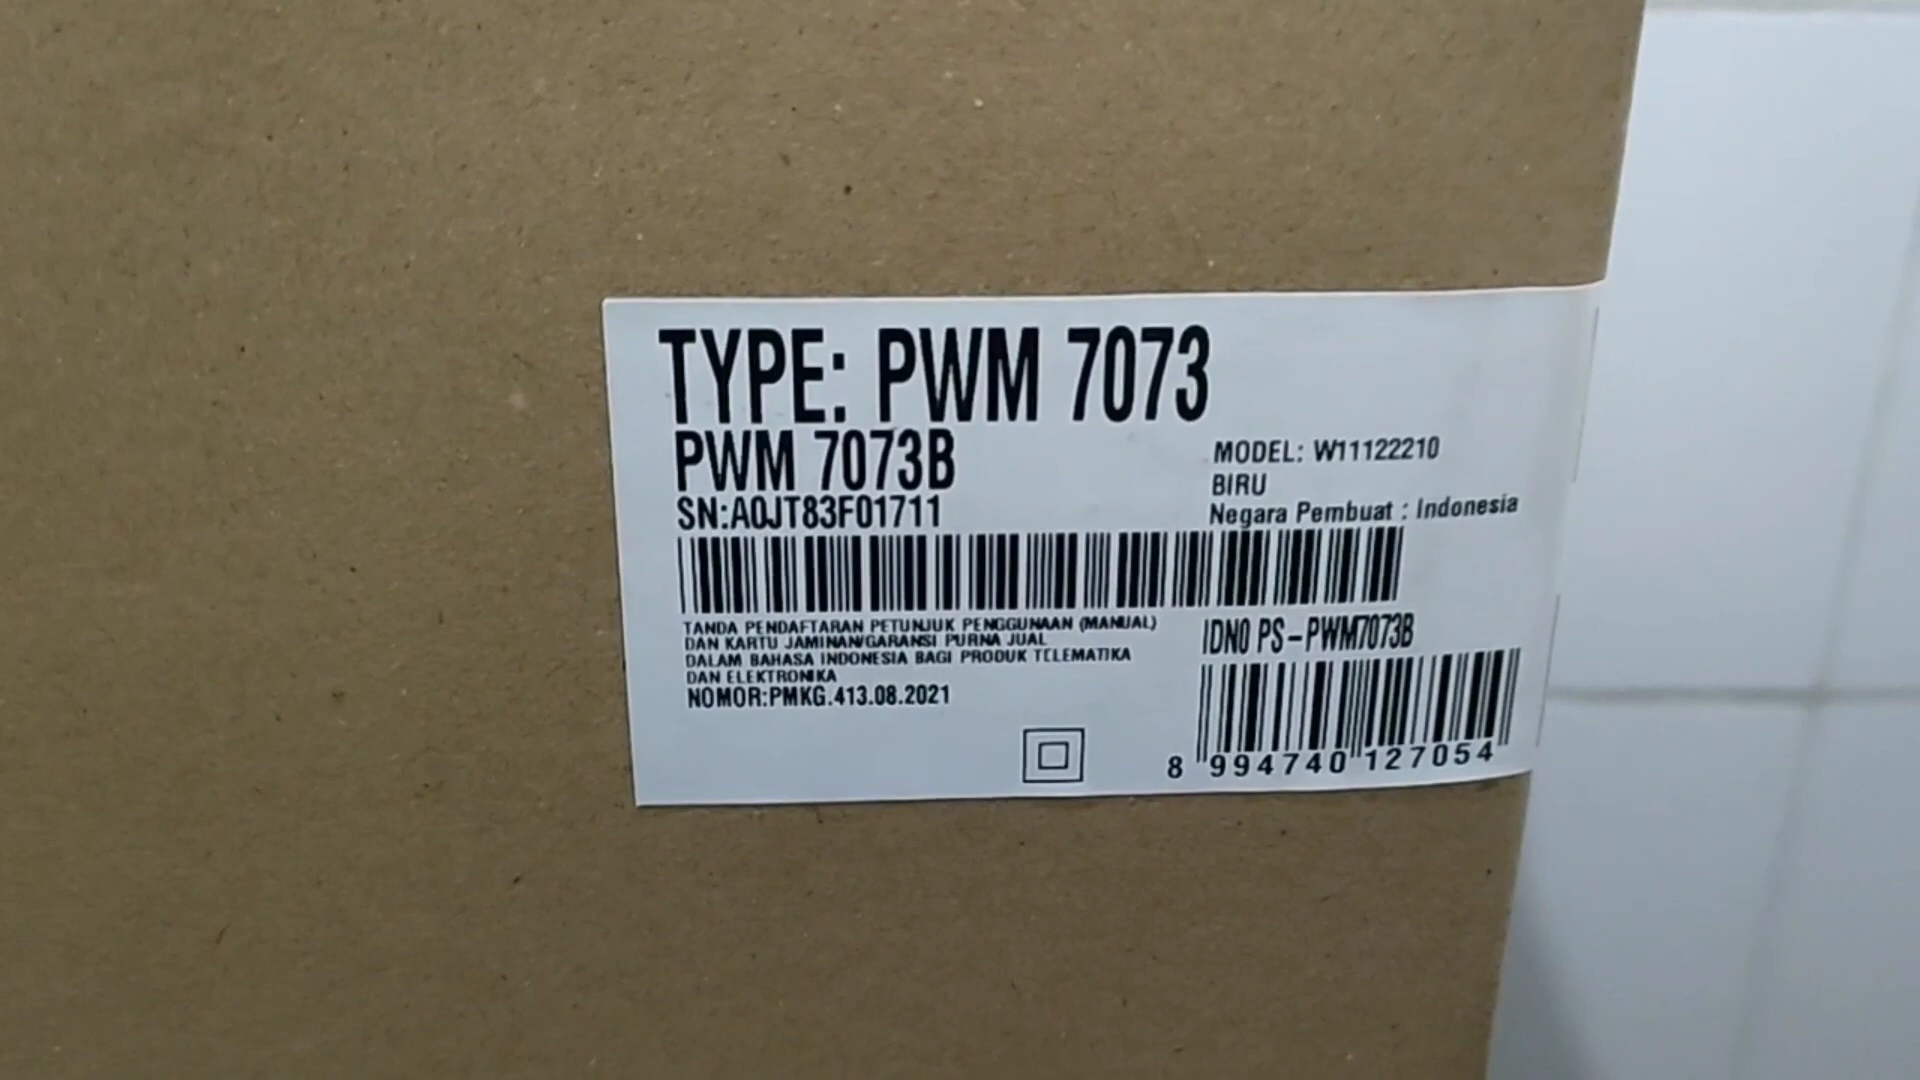 TYPE: PWM 7073
PWM 7073B
SN:A0JT83F01711
MODEL: W11122210
BIRU
Negara Pembuat : Indonesia
TANDA PENDAFTARAN PETUNJUK PENGGUNAAN (MANUAL)
DAN KARTU JAMINAN/GARANSI PURNA JUAL
DALAM BAHASA INDONESIA BAGI PRODUK TELEMATIKA
DAN ELEKTRONIKA
NOMOR:PMKG.413.08.2021
IDNO PS-PWM7073B
8 994740 127054